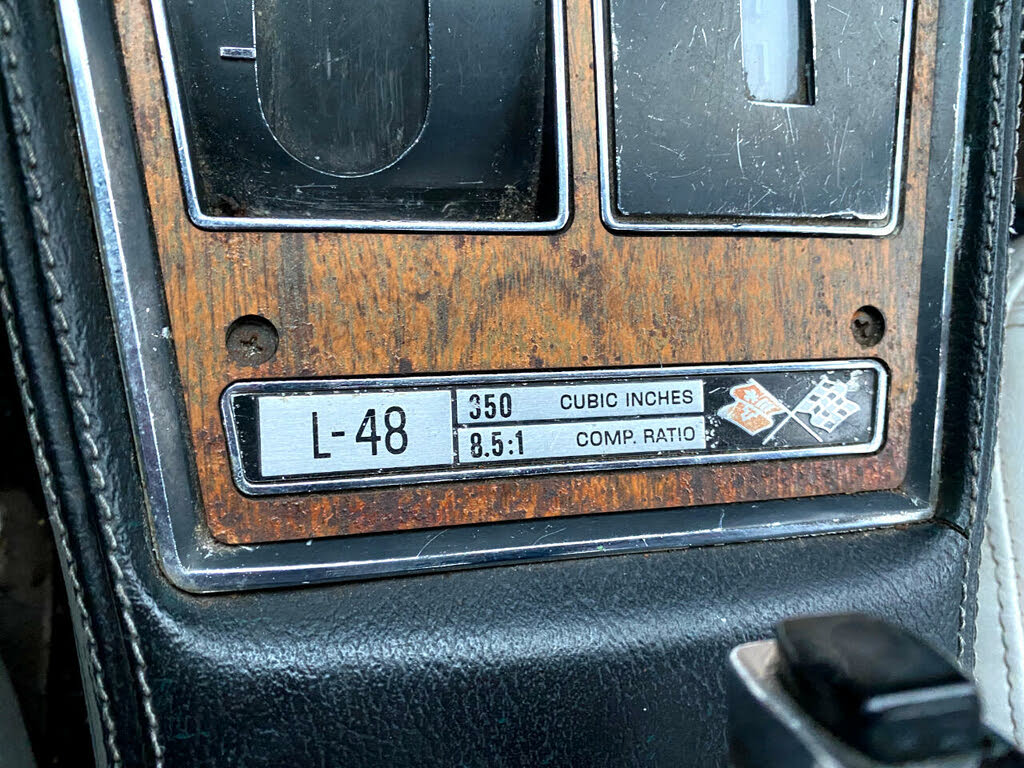 L-48
350 CUBIC INCHES
8.5:1 COMP. RATIO